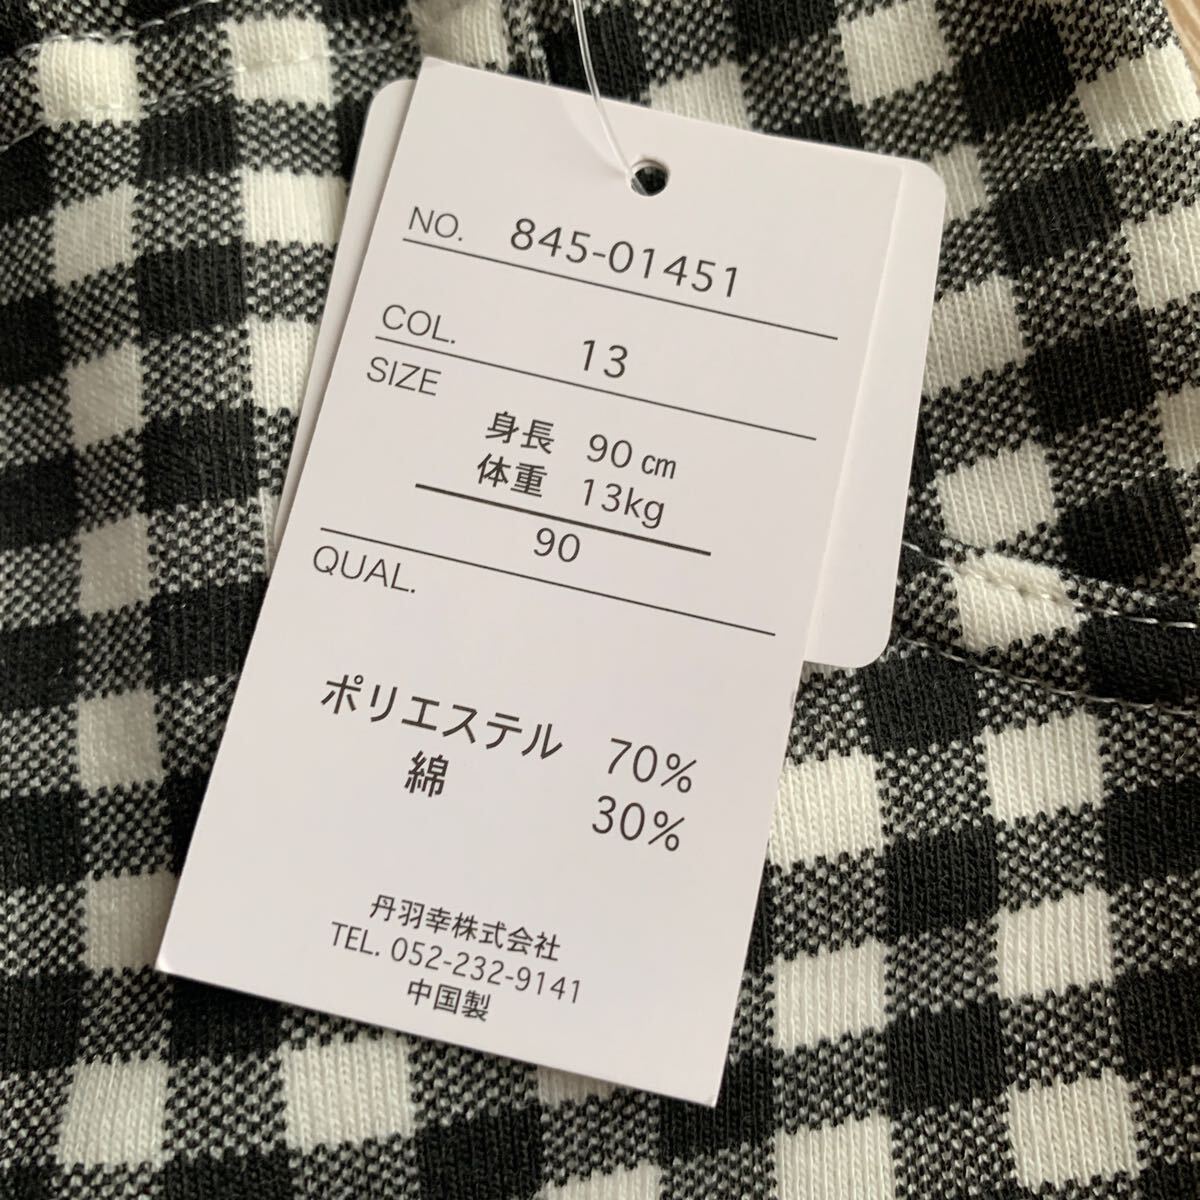 NO. 845-01451
COL. 13
SIZE
身長 90㎝
体重 13kg
90
QUAL.
ポリエステル 70%
綿 30%
丹羽幸株式会社
TEL. 052-232-9141
中国製